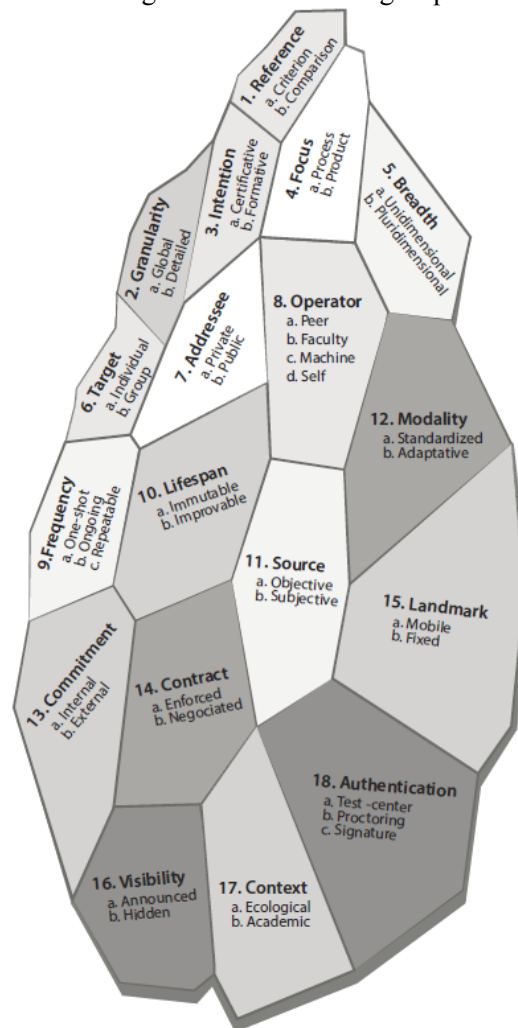 1. Reference
a. Criterion
b. Comparison
2. Granularity
a. Global
b. Detailed
3. Intention
a. Certificative
b. Formative
4. Focus
a. Process
b. Product
5. Breadth
a. Unidimensional
b. Pluridimensional
6. Target
a. Individual
b. Group
7. Addressee
a. Private
b. Public
8. Operator
a. Peer
b. Faculty
c. Machine
d. Self
9.Frequency
a. One-shot
b. Ongoing
c. Repeatable
10. Lifespan
a. Immutable
b. Improvable
11. Source
a. Objective
b. Subjective
12. Modality
a. Standardized
b. Adaptative
13. Commitment
a. Internal
b. External
14. Contract
a. Enforced
b. Negociated
15. Landmark
a. Mobile
b. Fixed
16. Visibility
a. Announced
b. Hidden
17. Context
a. Ecological
b. Academic
18. Authentication
a. Test -center
b. Proctoring
c. Signature